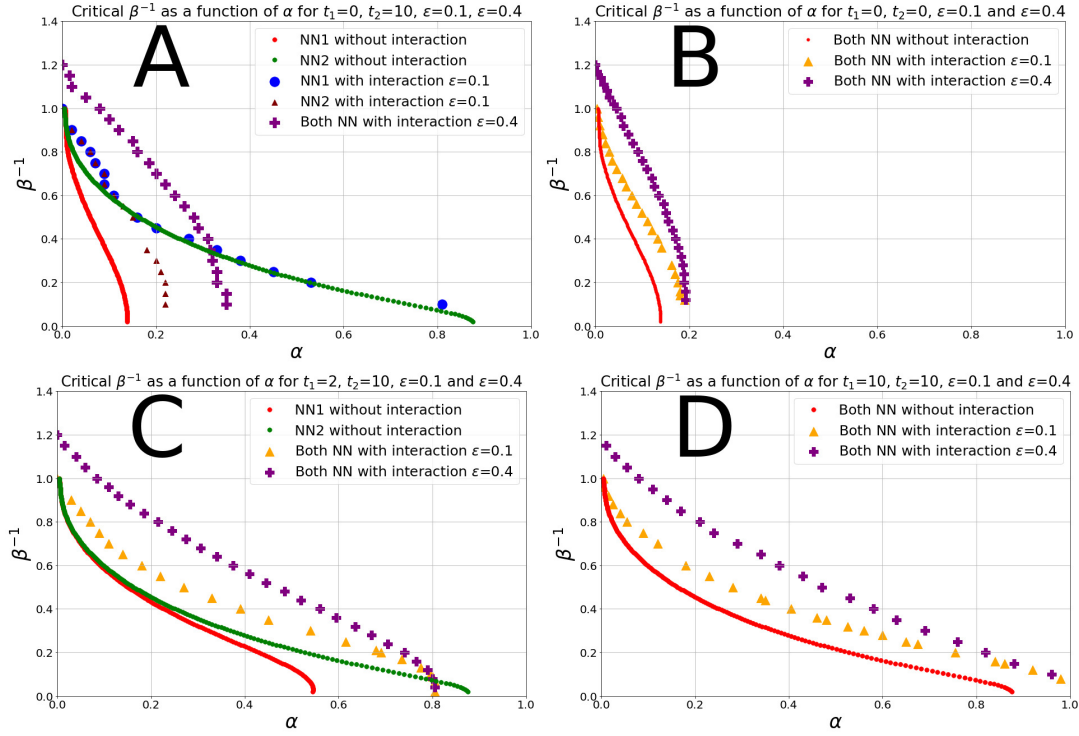 Critical β⁻¹ as a function of α for t₁=0, t₂=10, ε=0.1, ε=0.4
A
NN1 without interaction
NN2 without interaction
NN1 with interaction ε=0.1
NN2 with interaction ε=0.1
Both NN with interaction ε=0.4
β⁻¹
1.4
1.2
1.0
0.8
0.6
0.4
0.2
0.0
0.0 0.2 0.4 0.6 0.8 1.0
α
Critical β⁻¹ as a function of α for t₁=0, t₂=0, ε=0.1 and ε=0.4
B
Both NN without interaction
Both NN with interaction ε=0.1
Both NN with interaction ε=0.4
β⁻¹
1.4
1.2
1.0
0.8
0.6
0.4
0.2
0.0
0.0 0.2 0.4 0.6 0.8 1.0
α
Critical β⁻¹ as a function of α for t₁=2, t₂=10, ε=0.1 and ε=0.4
C
NN1 without interaction
NN2 without interaction
Both NN with interaction ε=0.1
Both NN with interaction ε=0.4
β⁻¹
1.4
1.2
1.0
0.8
0.6
0.4
0.2
0.0
0.0 0.2 0.4 0.6 0.8 1.0
α
Critical β⁻¹ as a function of α for t₁=10, t₂=10, ε=0.1 and ε=0.4
D
Both NN without interaction
Both NN with interaction ε=0.1
Both NN with interaction ε=0.4
β⁻¹
1.4
1.2
1.0
0.8
0.6
0.4
0.2
0.0
0.0 0.2 0.4 0.6 0.8 1.0
α